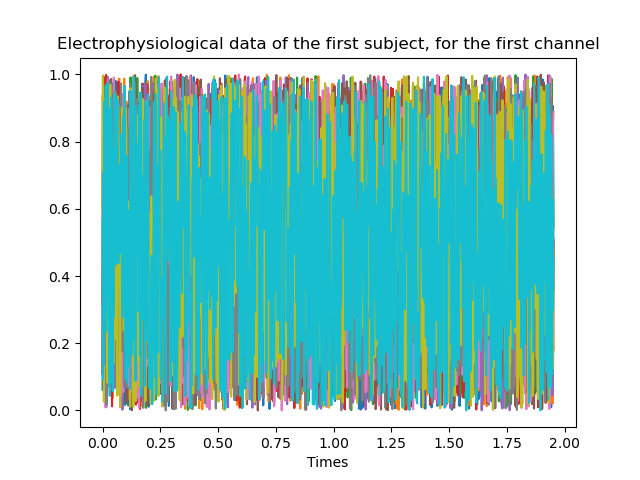 Electrophysiological data of the first subject, for the first channel
1.0
0.8
0.6
0.4
0.2
0.0
0.00 0.25 0.50 0.75 1.00 1.25 1.50 1.75 2.00
Times